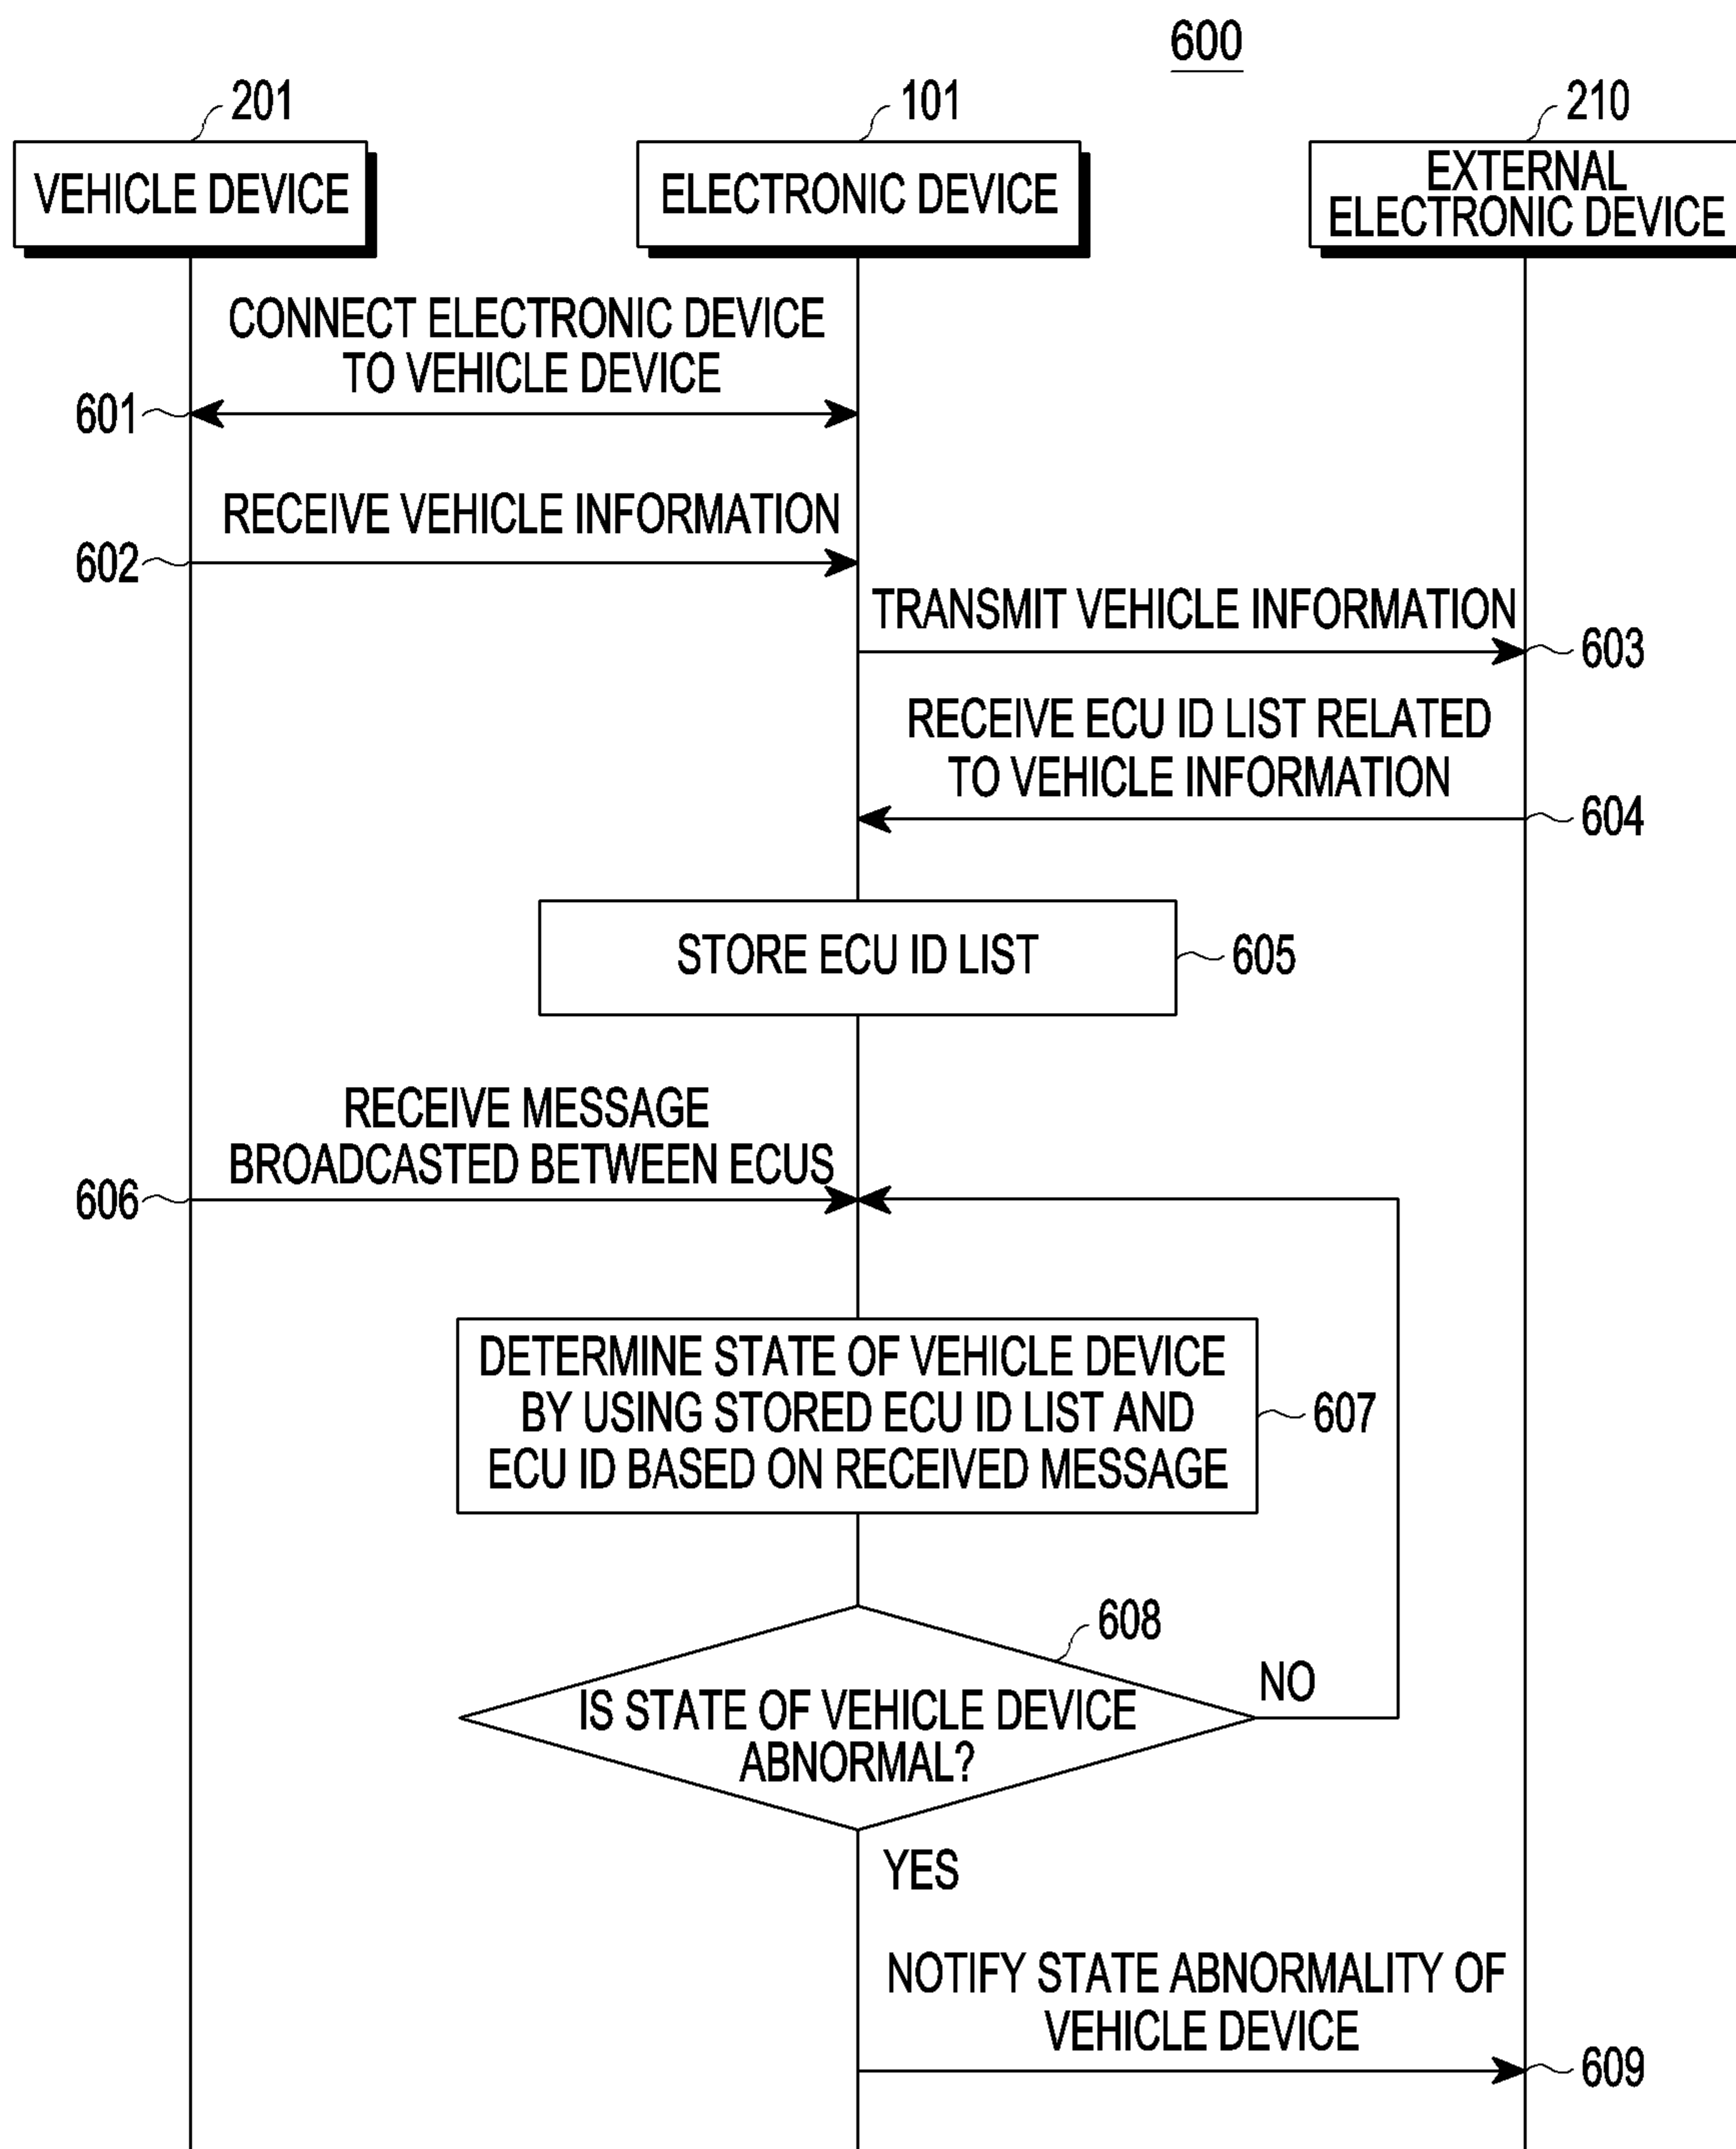 600
201
101
210
VEHICLE DEVICE
ELECTRONIC DEVICE
EXTERNAL
ELECTRONIC DEVICE
CONNECT ELECTRONIC DEVICE
TO VEHICLE DEVICE
601
RECEIVE VEHICLE INFORMATION
602
TRANSMIT VEHICLE INFORMATION
603
RECEIVE ECU ID LIST RELATED
TO VEHICLE INFORMATION
604
STORE ECU ID LIST
605
RECEIVE MESSAGE
BROADCASTED BETWEEN ECUS
606
DETERMINE STATE OF VEHICLE DEVICE
BY USING STORED ECU ID LIST AND
ECU ID BASED ON RECEIVED MESSAGE
607
608
IS STATE OF VEHICLE DEVICE
ABNORMAL?
NO
YES
NOTIFY STATE ABNORMALITY OF
VEHICLE DEVICE
609